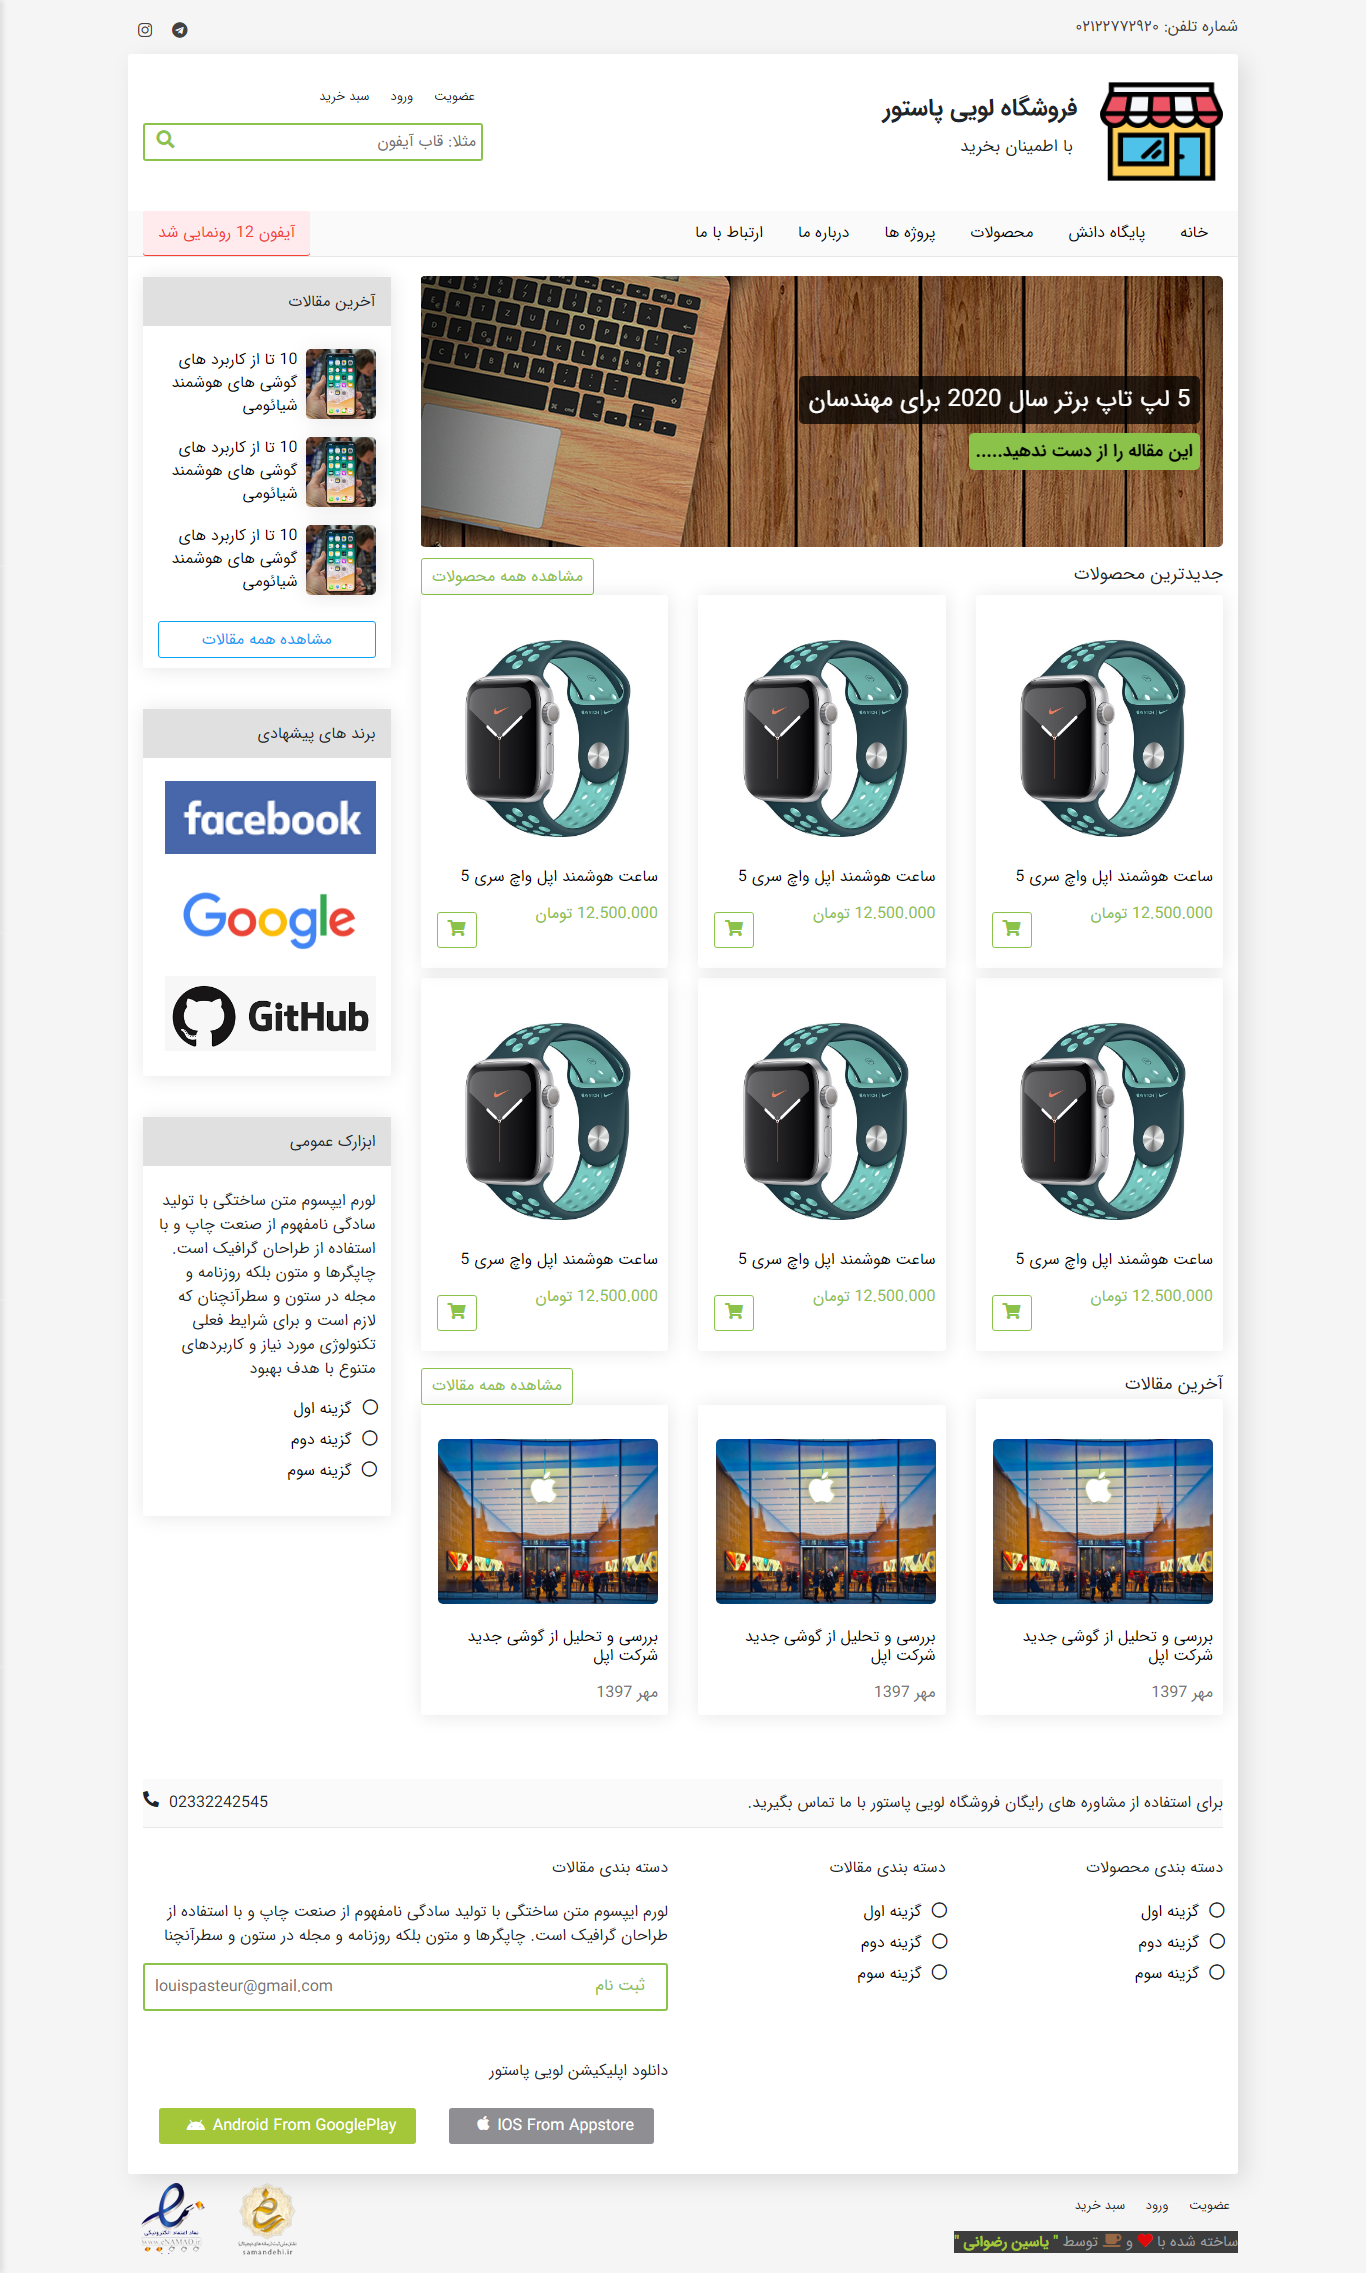 شماره تلفن: ۰۲۱۲۲۷۷۲۹۲۰
فروشگاه لویی پاستور
با اطمینان بخرید
عضویت ورود سبد خرید
مثلا: قاب آیفون
خانه پایگاه دانش محصولات پروژه ها درباره ما ارتباط با ما
آیفون 12 رونمایی شد
5 لپ تاپ برتر سال 2020 برای مهندسان
این مقاله را از دست ندهید.....
جدیدترین محصولات
مشاهده همه محصولات
ساعت هوشمند اپل واچ سری 5
12.500.000 تومان
ساعت هوشمند اپل واچ سری 5
12.500.000 تومان
ساعت هوشمند اپل واچ سری 5
12.500.000 تومان
ساعت هوشمند اپل واچ سری 5
12.500.000 تومان
ساعت هوشمند اپل واچ سری 5
12.500.000 تومان
ساعت هوشمند اپل واچ سری 5
12.500.000 تومان
آخرین مقالات
مشاهده همه مقالات
بررسی و تحلیل از گوشی جدید
شرکت اپل
مهر 1397
بررسی و تحلیل از گوشی جدید
شرکت اپل
مهر 1397
بررسی و تحلیل از گوشی جدید
شرکت اپل
مهر 1397
آخرین مقالات
10 تا از کاربرد های
گوشی های هوشمند
شیائومی
10 تا از کاربرد های
گوشی های هوشمند
شیائومی
10 تا از کاربرد های
گوشی های هوشمند
شیائومی
مشاهده همه مقالات
برند های پیشهادی
facebook
Google
GitHub
ابزارک عمومی
لورم ایپسوم متن ساختگی با تولید
سادگی نامفهوم از صنعت چاپ و با
استفاده از طراحان گرافیک است.
چاپگرها و متون بلکه روزنامه و
مجله در ستون و سطرآنچنان که
لازم است و برای شرایط فعلی
تکنولوژی مورد نیاز و کاربردهای
متنوع با هدف بهبود
گزینه اول
گزینه دوم
گزینه سوم
برای استفاده از مشاوره های رایگان فروشگاه لویی پاستور با ما تماس بگیرید.
02332242545
دسته بندی محصولات
گزینه اول
گزینه دوم
گزینه سوم
دسته بندی مقالات
گزینه اول
گزینه دوم
گزینه سوم
دسته بندی مقالات
لورم ایپسوم متن ساختگی با تولید سادگی نامفهوم از صنعت چاپ و با استفاده از
طراحان گرافیک است. چاپگرها و متون بلکه روزنامه و مجله در ستون و سطرآنچنا
ثبت نام louispasteur@gmail.com
دانلود اپلیکیشن لویی پاستور
IOS From Appstore
Android From GooglePlay
عضویت ورود سبد خرید
ساخته شده با و توسط " یاسین رضوانی "
samandehi.ir
نماد اعتماد الکترونیکی
www.eNAMAD.ir